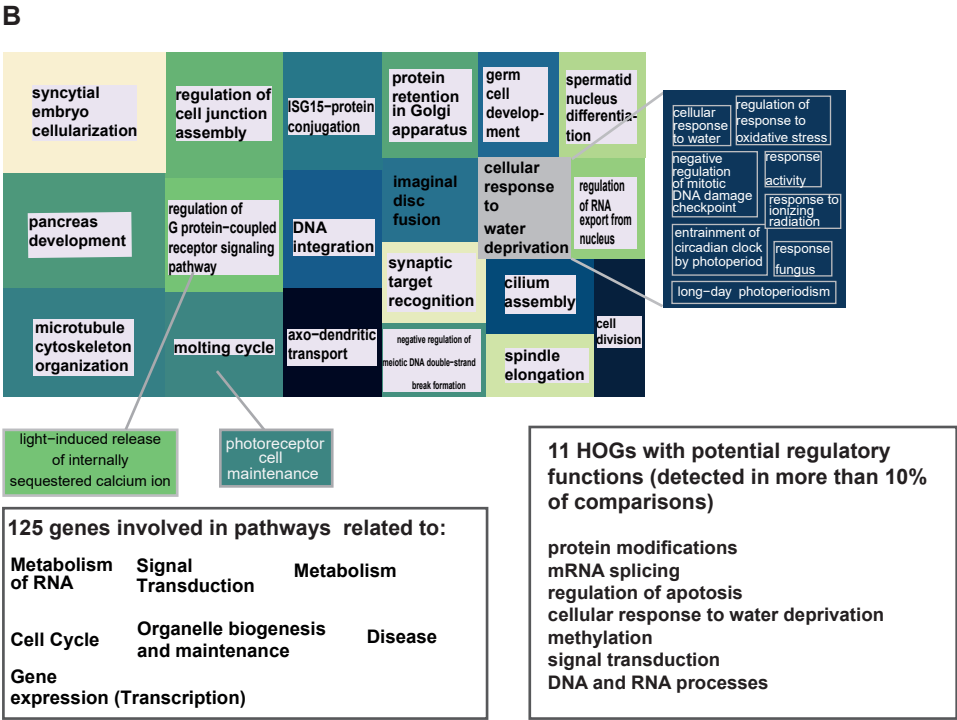 B
syncytial
embryo
cellularization
regulation of
cell junction
assembly
ISG15−protein
conjugation
protein
retention
in Golgi
apparatus
germ
cell
develop-
ment
spermatid
nucleus
differentia-
tion
pancreas
development
regulation of
G protein−coupled
receptor signaling
pathway
DNA
integration
imaginal
disc
fusion
cellular
response
to
water
deprivation
regulation
of RNA
export from
nucleus
synaptic
target
recognition
cilium
assembly
microtubule
cytoskeleton
organization
molting cycle
axo−dendritic
transport
negative regulation of
meiotic DNA double−strand
break formation
spindle
elongation
cell
division
cellular
response
to water
regulation of
response to
oxidative stress
negative
regulation
of mitotic
DNA damage
checkpoint
response
activity
response to
ionizing
radiation
entrainment of
circadian clock
by photoperiod
response
fungus
long−day photoperiodism
light−induced release
of internally
sequestered calcium ion
photoreceptor
cell
maintenance
125 genes involved in pathways related to:
Metabolism
of RNA
Signal
Transduction
Metabolism
Cell Cycle
Organelle biogenesis
and maintenance
Disease
Gene
expression (Transcription)
11 HOGs with potential regulatory
functions (detected in more than 10%
of comparisons)
protein modifications
mRNA splicing
regulation of apotosis
cellular response to water deprivation
methylation
signal transduction
DNA and RNA processes